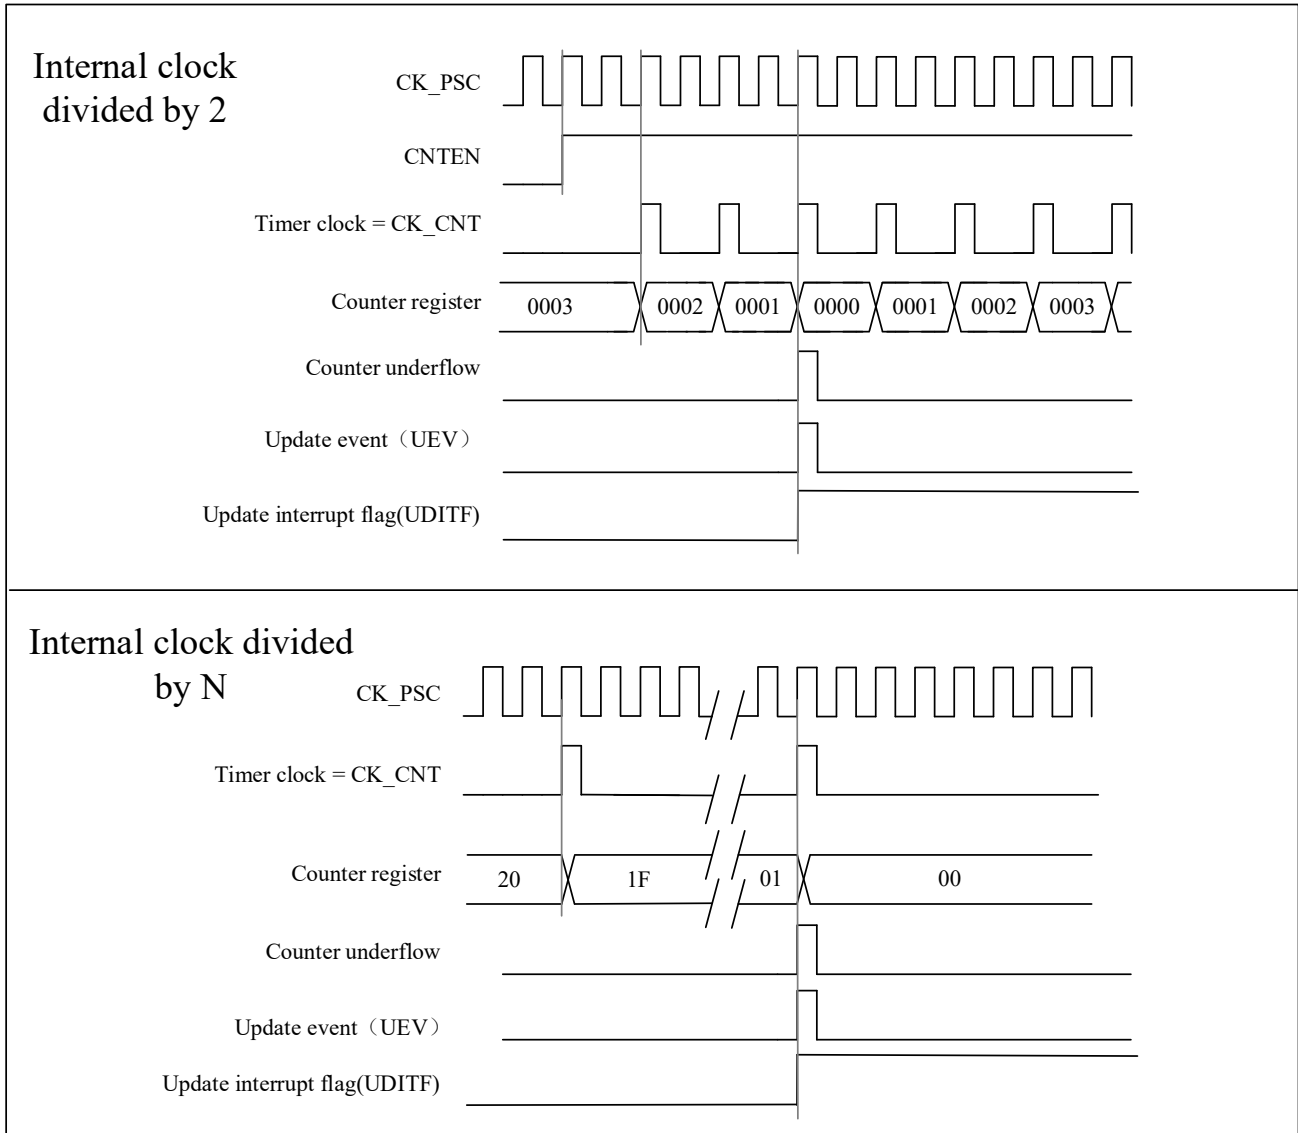 Internal clock
divided by 2
CK_PSC
CNTEN
Timer clock = CK_CNT
Counter register
0003 0002 0001 0000 0001 0002 0003
Counter underflow
Update event（UEV）
Update interrupt flag(UDITF)
Internal clock divided
by N
CK_PSC
Timer clock = CK_CNT
Counter register
20 1F 01 00
Counter underflow
Update event（UEV）
Update interrupt flag(UDITF)